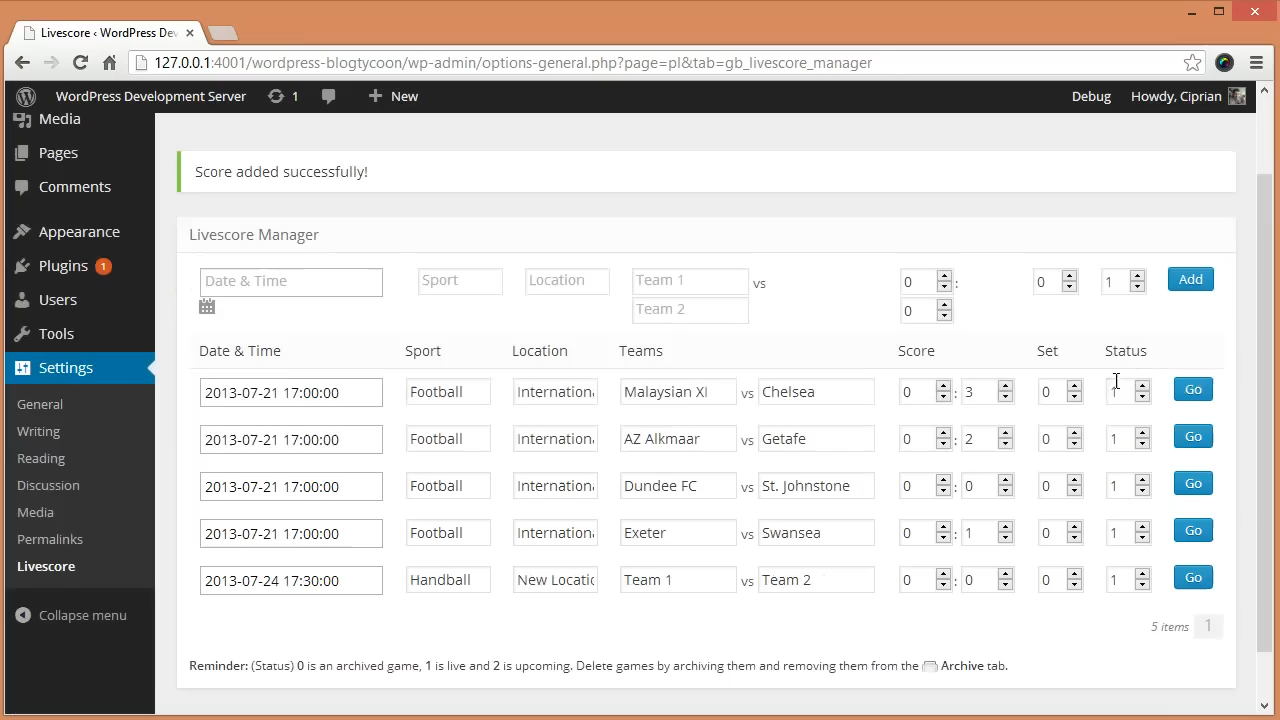 Livescore ‹ WordPress Dev
127.0.0.1:4001/wordpress-blogtycoon/wp-admin/options-general.php?page=pl&tab=gb_livescore_manager
WordPress Development Server 1 New Debug Howdy, Ciprian
Media
Pages
Comments
Appearance
Plugins 1
Users
Tools
Settings
General
Writing
Reading
Discussion
Media
Permalinks
Livescore
Collapse menu
Score added successfully!
Livescore Manager
Date & Time Sport Location Team 1 vs 0 : 0 1 Add
Team 2 0
Date & Time Sport Location Teams Score Set Status
2013-07-21 17:00:00 Football Internation Malaysian XI vs Chelsea 0 : 3 0 1 Go
2013-07-21 17:00:00 Football Internation AZ Alkmaar vs Getafe 0 : 2 0 1 Go
2013-07-21 17:00:00 Football Internation Dundee FC vs St. Johnstone 0 : 0 0 1 Go
2013-07-21 17:00:00 Football Internation Exeter vs Swansea 0 : 1 0 1 Go
2013-07-24 17:30:00 Handball New Locatic Team 1 vs Team 2 0 : 0 0 1 Go
5 items 1
Reminder: (Status) 0 is an archived game, 1 is live and 2 is upcoming. Delete games by archiving them and removing them from the Archive tab.